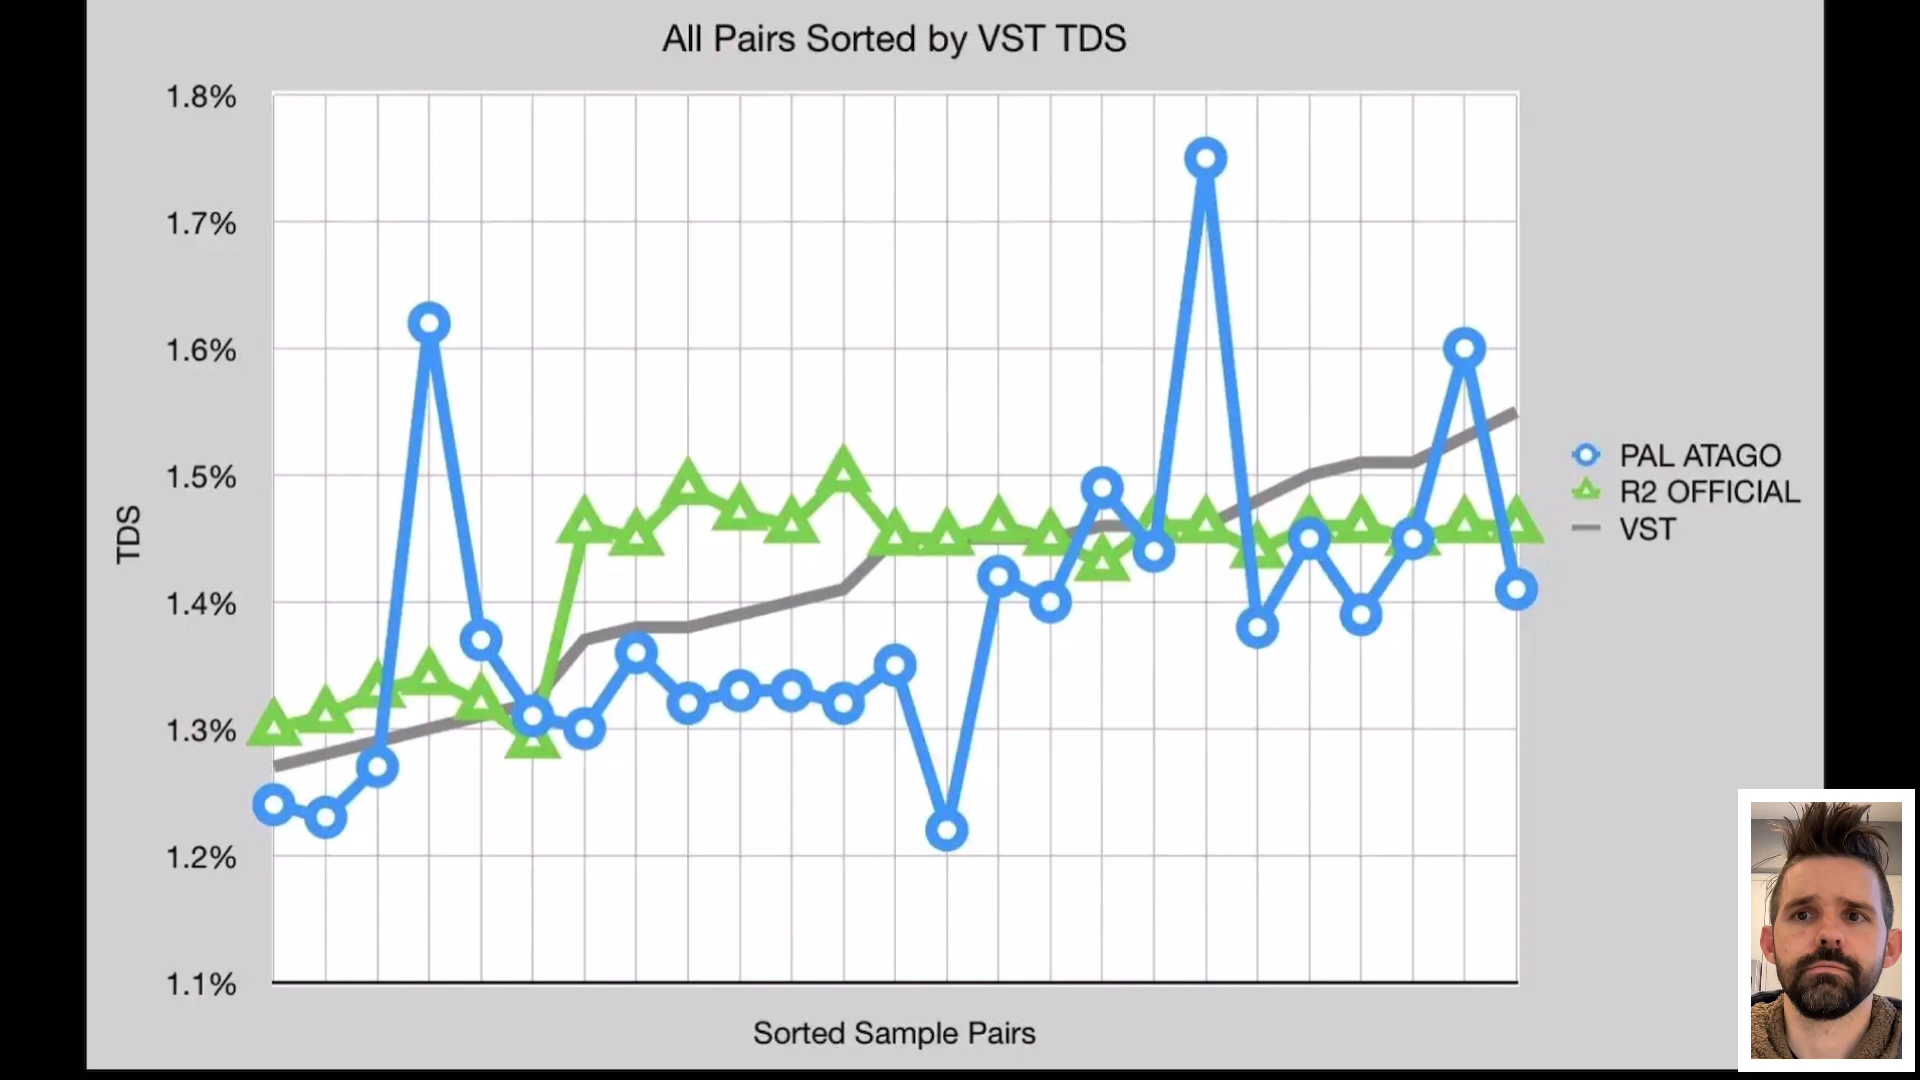 All Pairs Sorted by VST TDS
1.8%
1.7%
1.6%
1.5%
1.4%
1.3%
1.2%
1.1%
TDS
Sorted Sample Pairs
PAL ATAGO
R2 OFFICIAL
VST